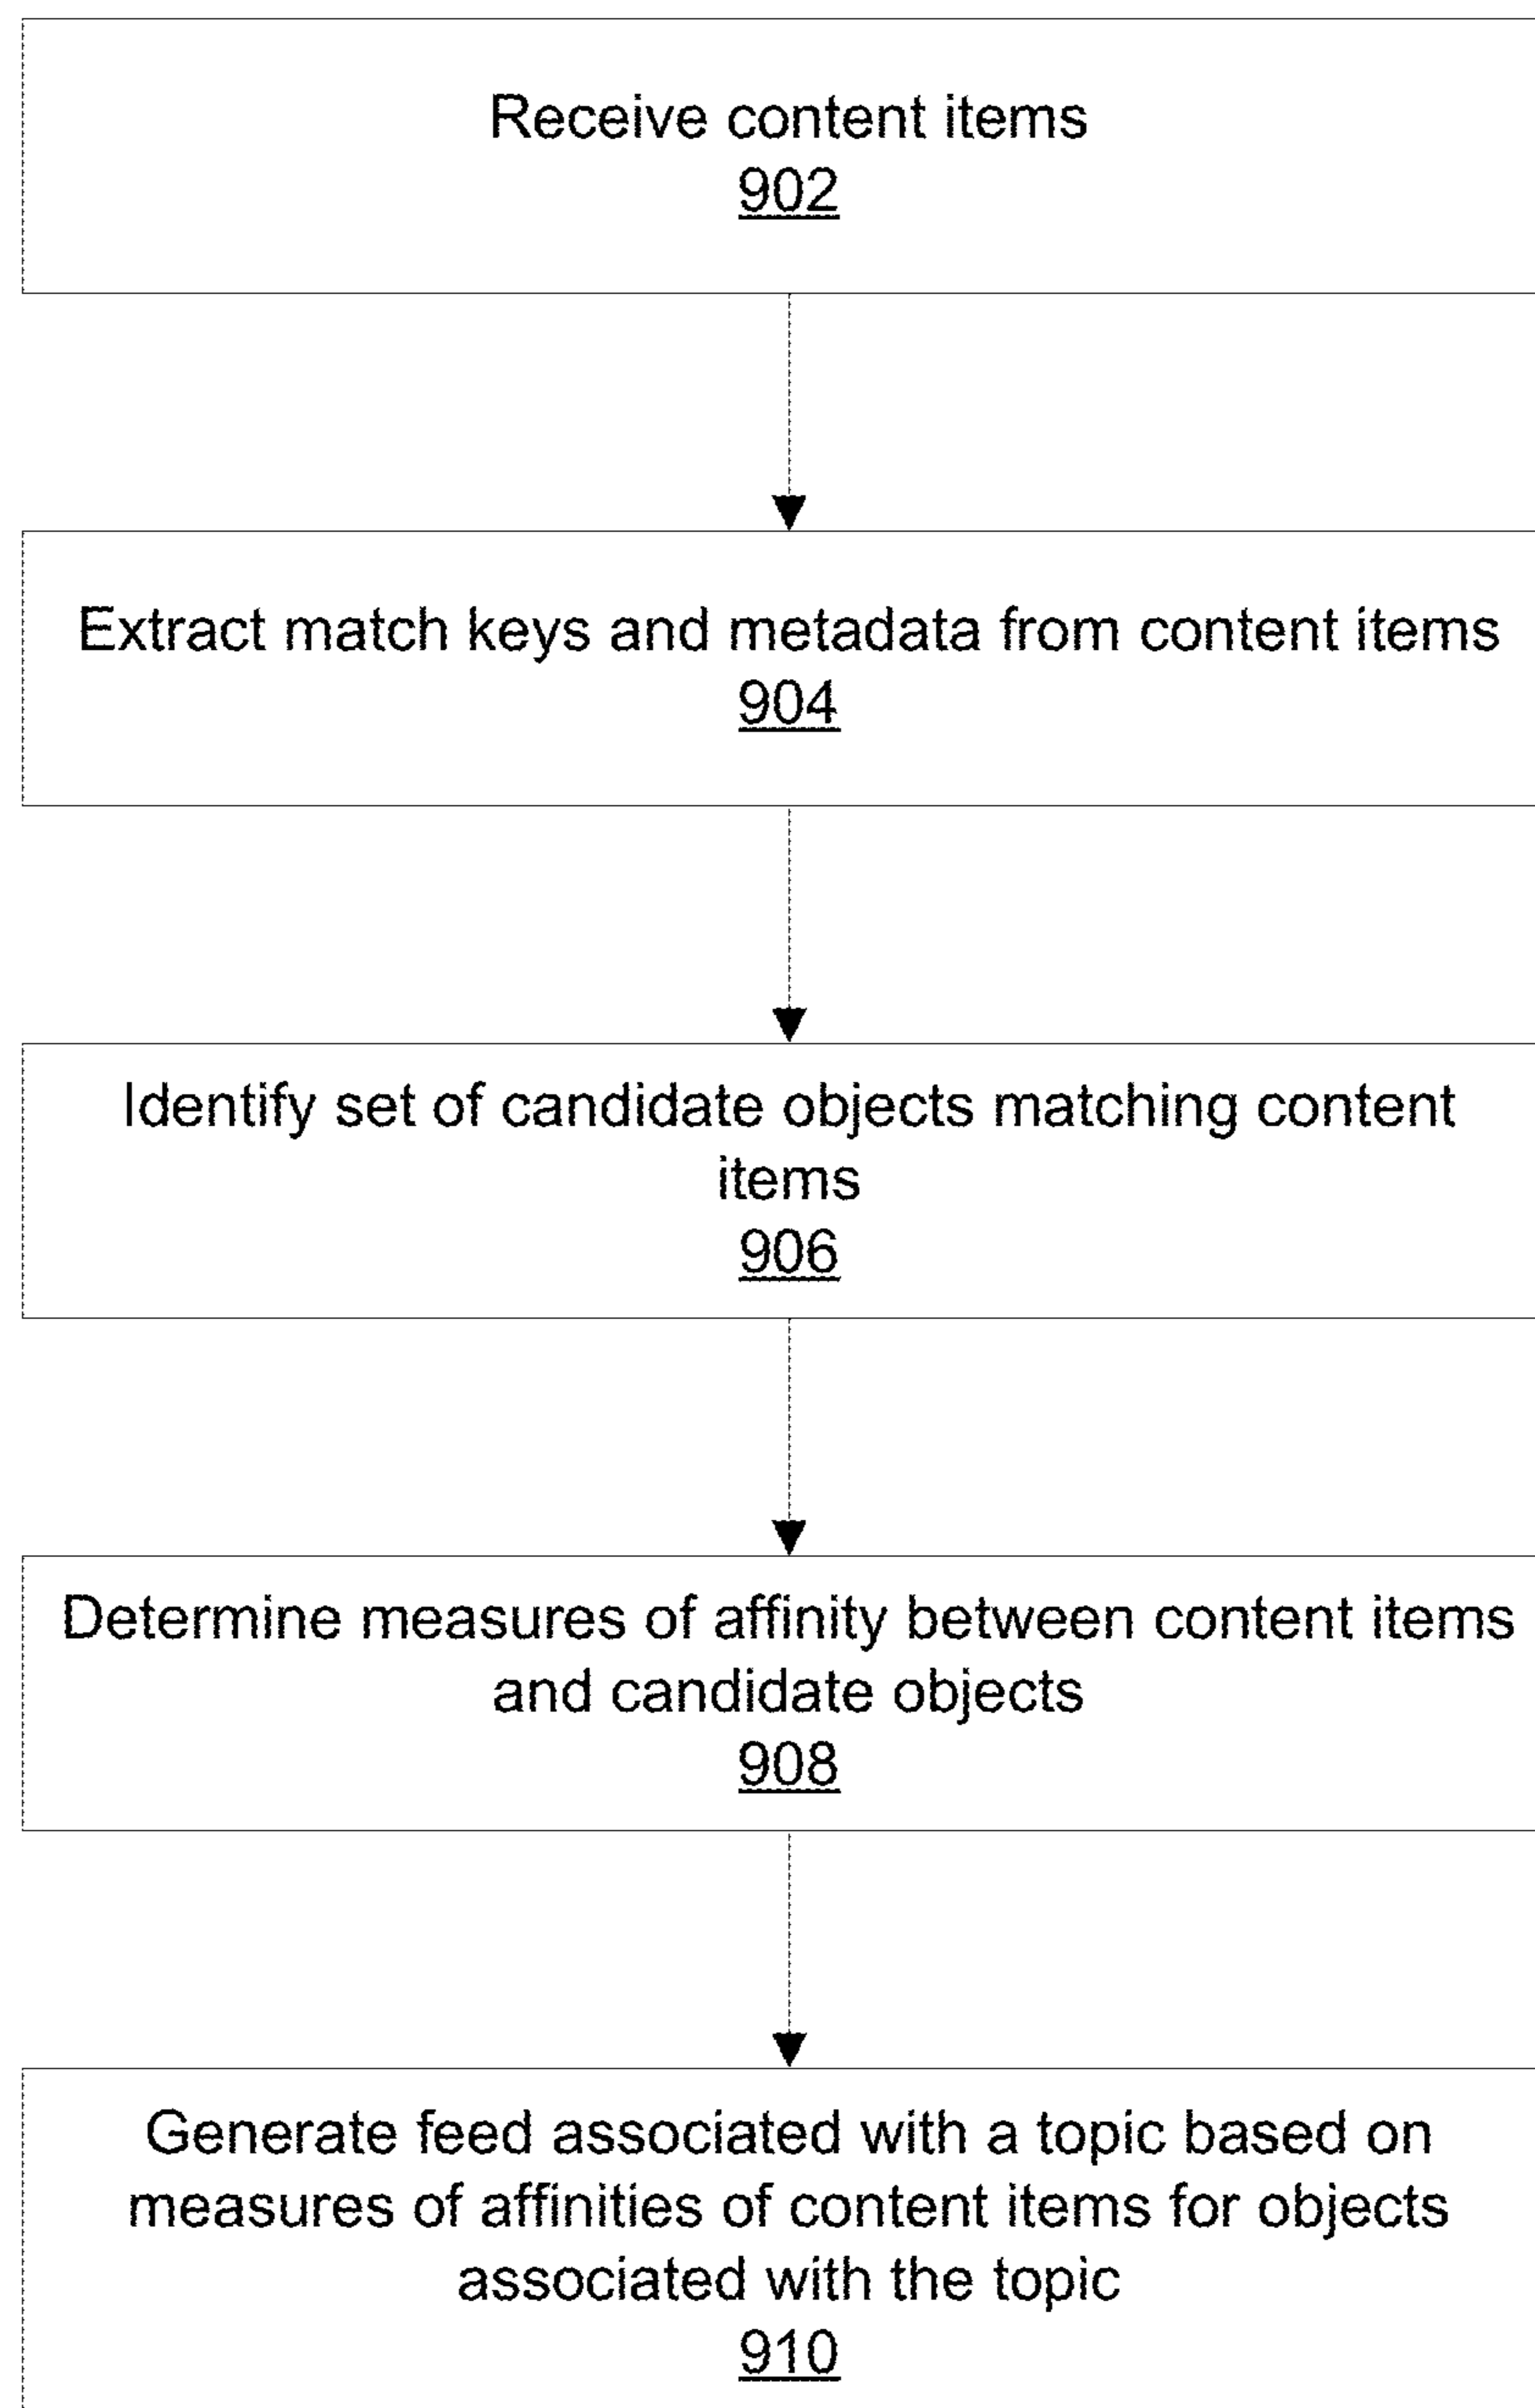 Receive content items
902
Extract match keys and metadata from content items
904
Identify set of candidate objects matching content
items
906
Determine measures of affinity between content items
and candidate objects
908
Generate feed associated with a topic based on
measures of affinities of content items for objects
associated with the topic
910